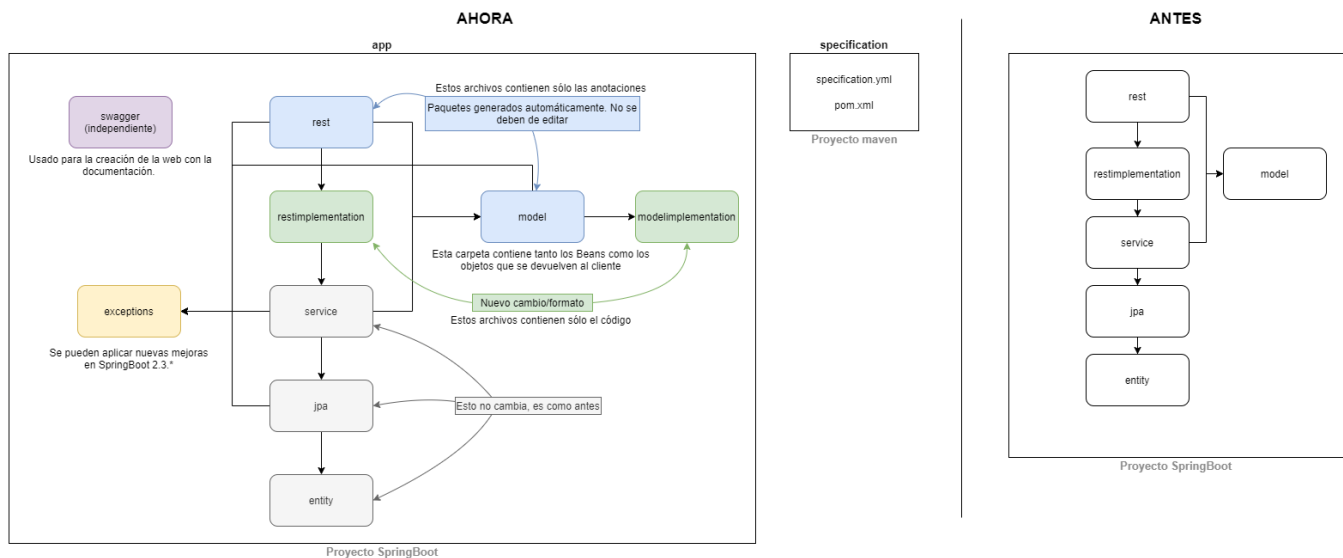 AHORA
app
swagger
(independiente)
Usado para la creación de la web con la
documentación.
rest
Estos archivos contienen sólo las anotaciones
Paquetes generados automáticamente. No se
deben de editar
restimplementation
model
modelimplementation
Esta carpeta contiene tanto los Beans como los
objetos que se devuelven al cliente
Nuevo cambio/formato
Estos archivos contienen sólo el código
exceptions
Se pueden aplicar nuevas mejoras
en SpringBoot 2.3.*
service
jpa
Esto no cambia, es como antes
entity
Proyecto SpringBoot
specification
specification.yml
pom.xml
Proyecto maven
ANTES
rest
restimplementation
model
service
jpa
entity
Proyecto SpringBoot